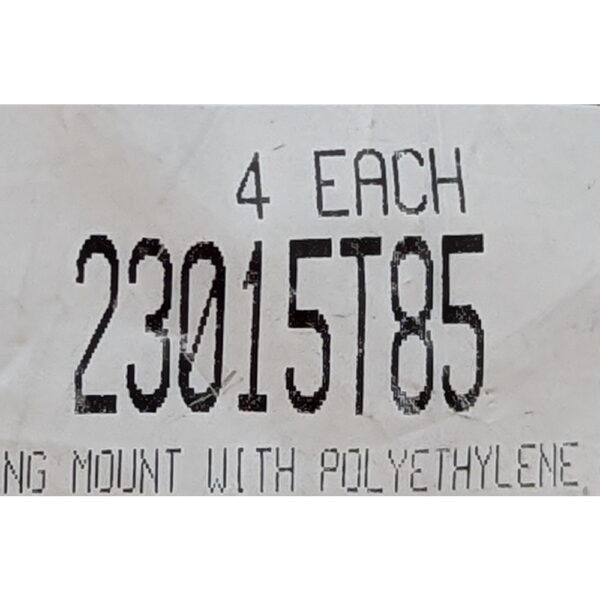 4 EACH
23015T85
NG MOUNT WITH POLYETHYLENE